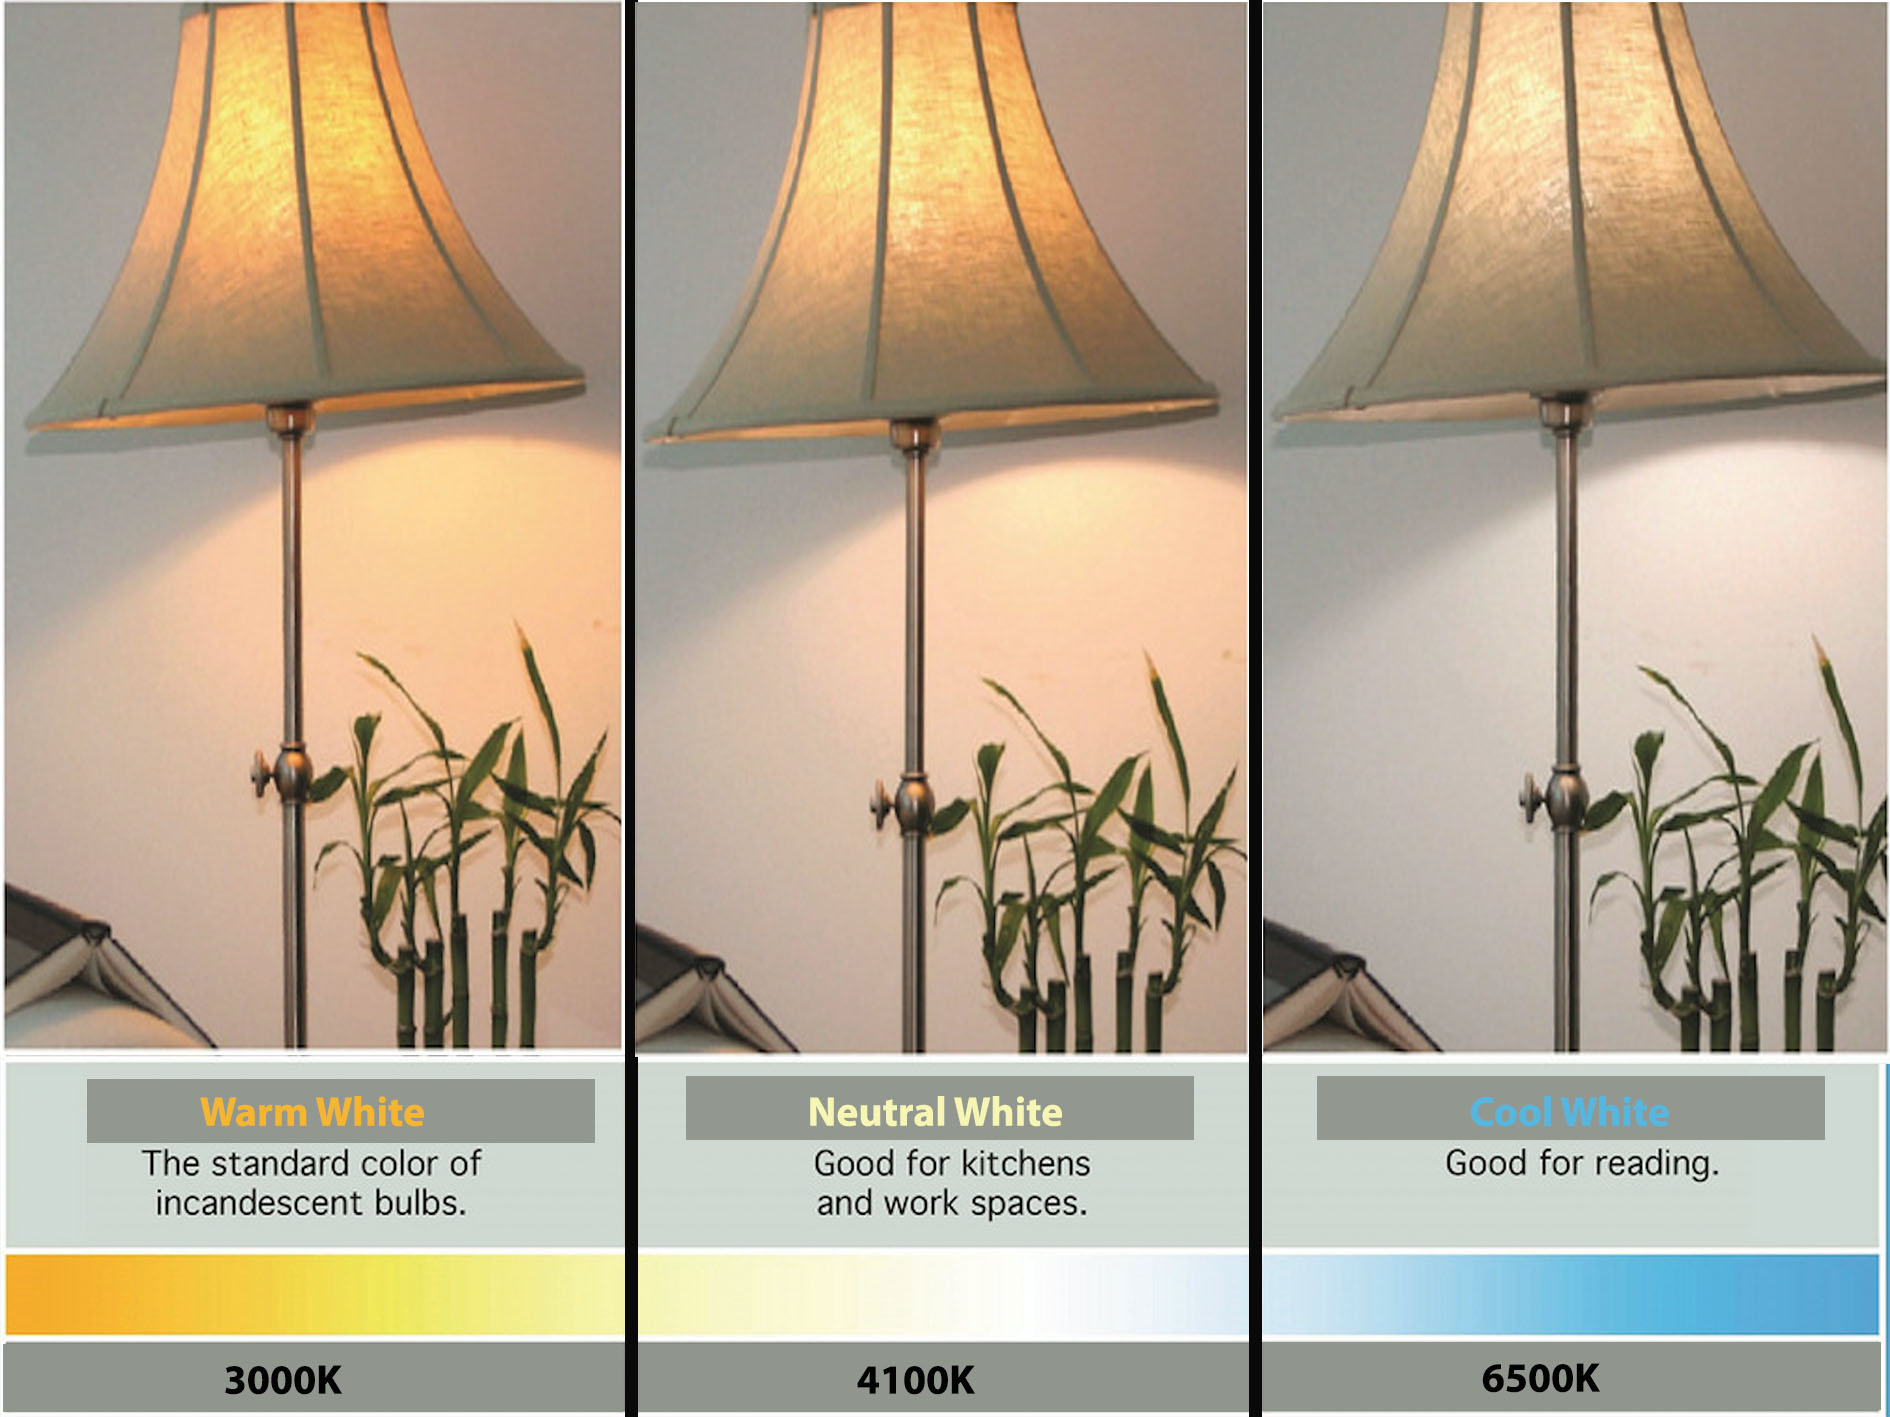 Warm White
The standard color of
incandescent bulbs.
3000K
Neutral White
Good for kitchens
and work spaces.
4100K
Cool White
Good for reading.
6500K